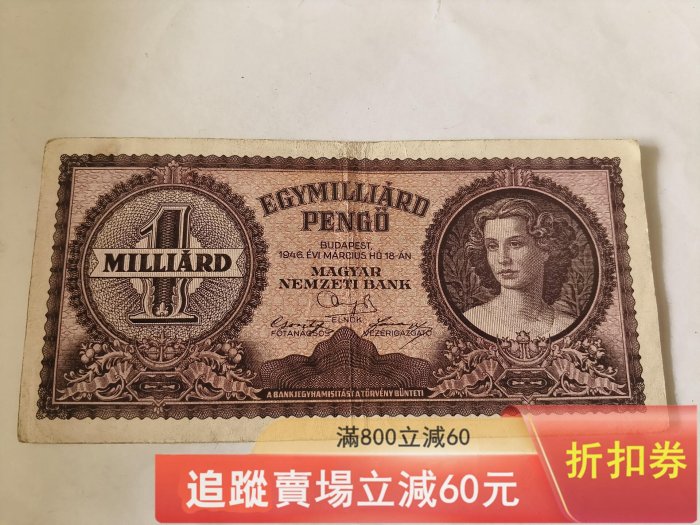 1
MILLIÁRD
EGYMILLIÁRD
PENGŐ
BUDAPEST,
1946. ÉVI MÁRCIUS HÓ 18-ÁN
MAGYAR
NEMZETI BANK
ELNÖK
FŐTANÁCSOS
VEZÉRIGAZGATÓ
A BANKJEGYHAMISÍTÁST A TÖRVÉNY BÜNTETI
滿800立減60
追蹤賣場立減60元
折扣券